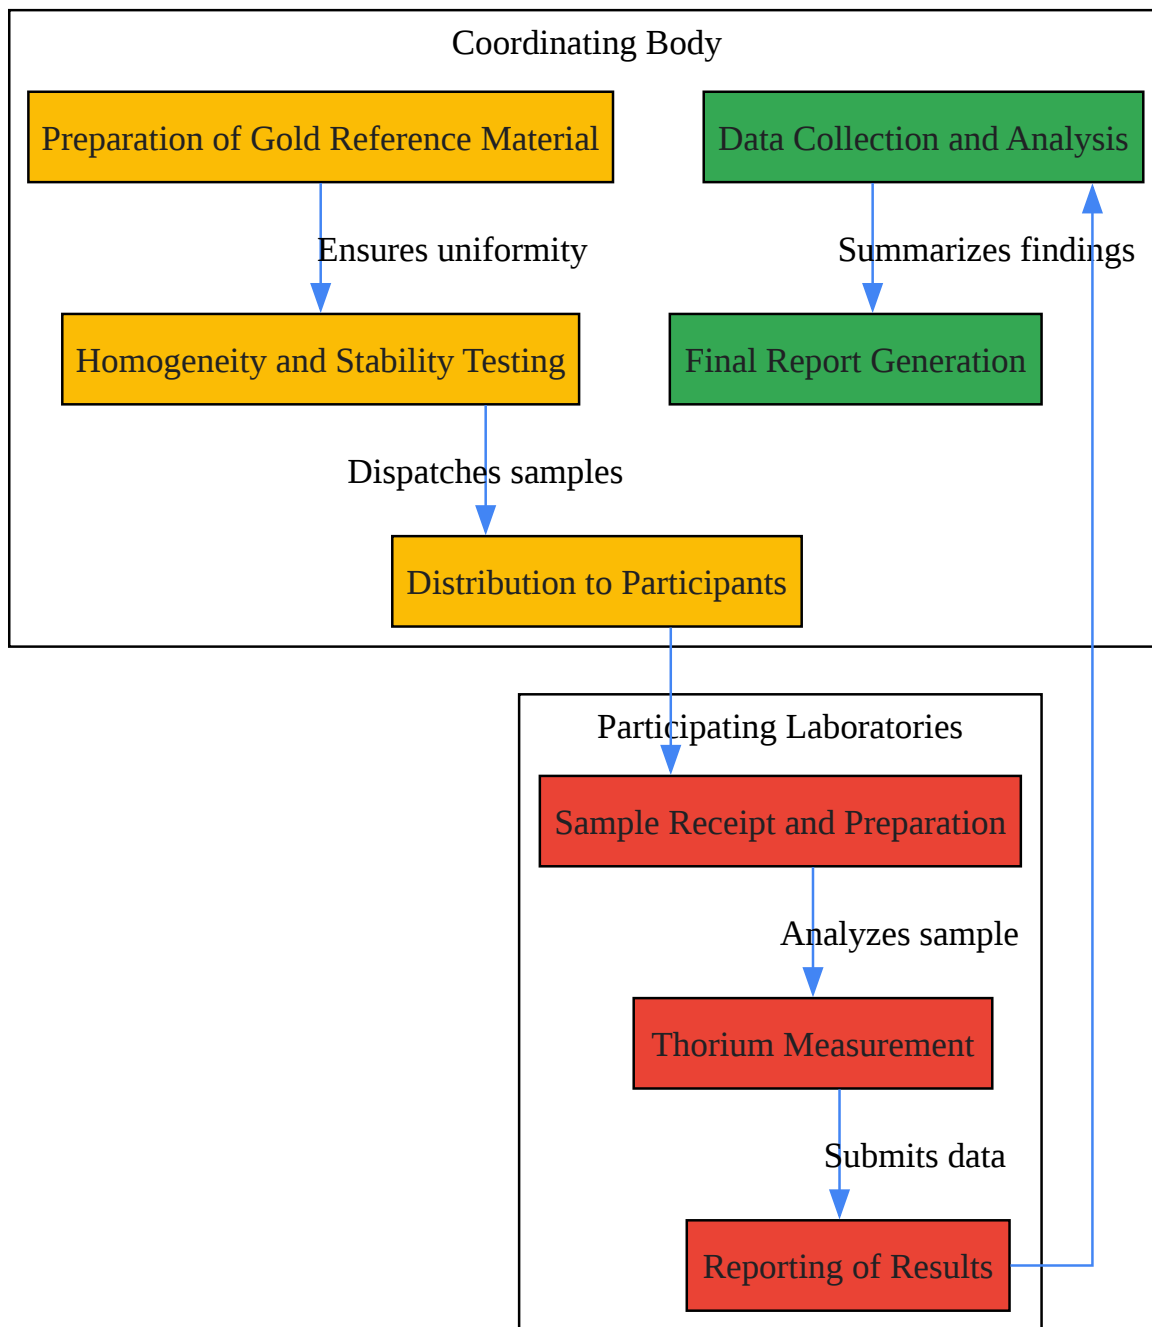 Coordinating Body
Preparation of Gold Reference Material
Data Collection and Analysis
Ensures uniformity
Summarizes findings
Homogeneity and Stability Testing
Final Report Generation
Dispatches samples
Distribution to Participants
Participating Laboratories
Sample Receipt and Preparation
Analyzes sample
Thorium Measurement
Submits data
Reporting of Results